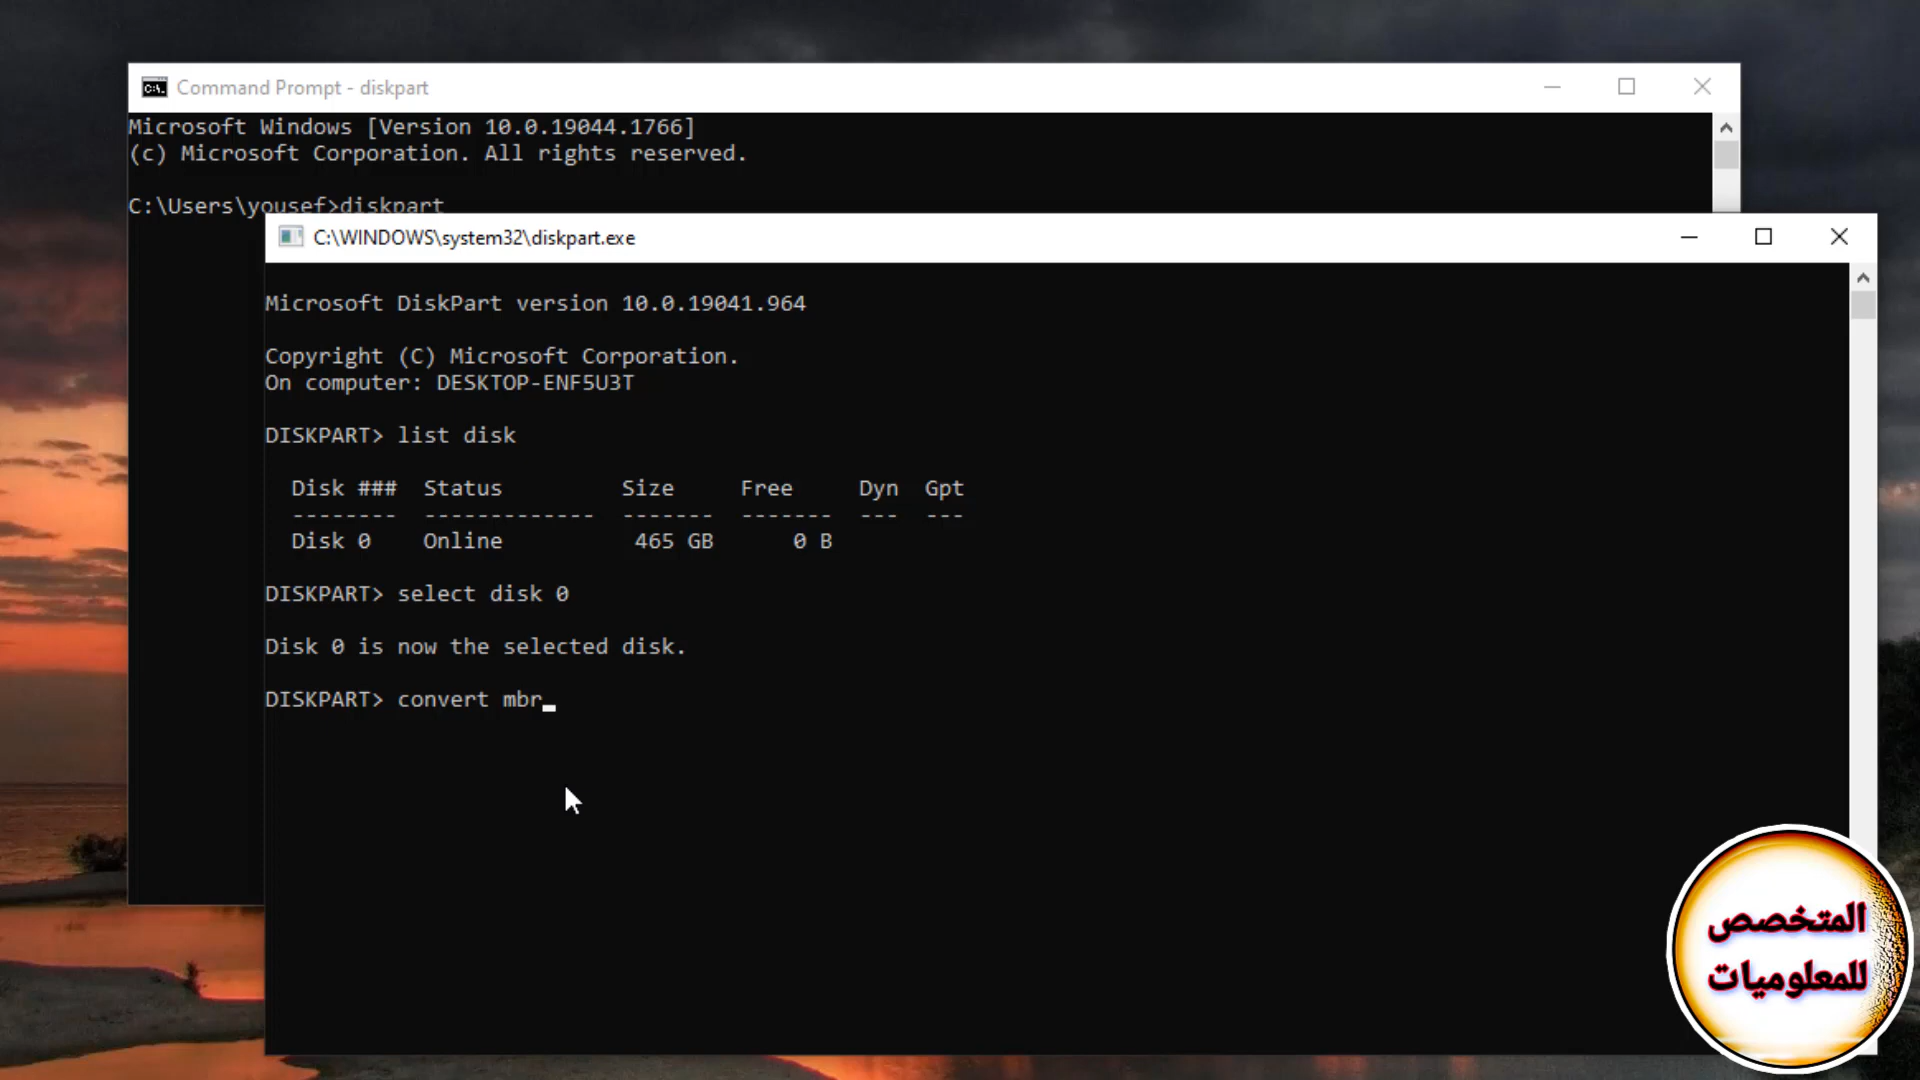 Command Prompt - diskpart
Microsoft Windows [Version 10.0.19044.1766]
(c) Microsoft Corporation. All rights reserved.
C:\Users\yousef>diskpart
C:\WINDOWS\system32\diskpart.exe
Microsoft DiskPart version 10.0.19041.964
Copyright (C) Microsoft Corporation.
On computer: DESKTOP-ENF5U3T
DISKPART> list disk
Disk ### Status Size Free Dyn Gpt
-------- ------------- ------- ------- --- ---
Disk 0 Online 465 GB 0 B
DISKPART> select disk 0
Disk 0 is now the selected disk.
DISKPART> convert mbr_
المتخصص
للمعلوميات